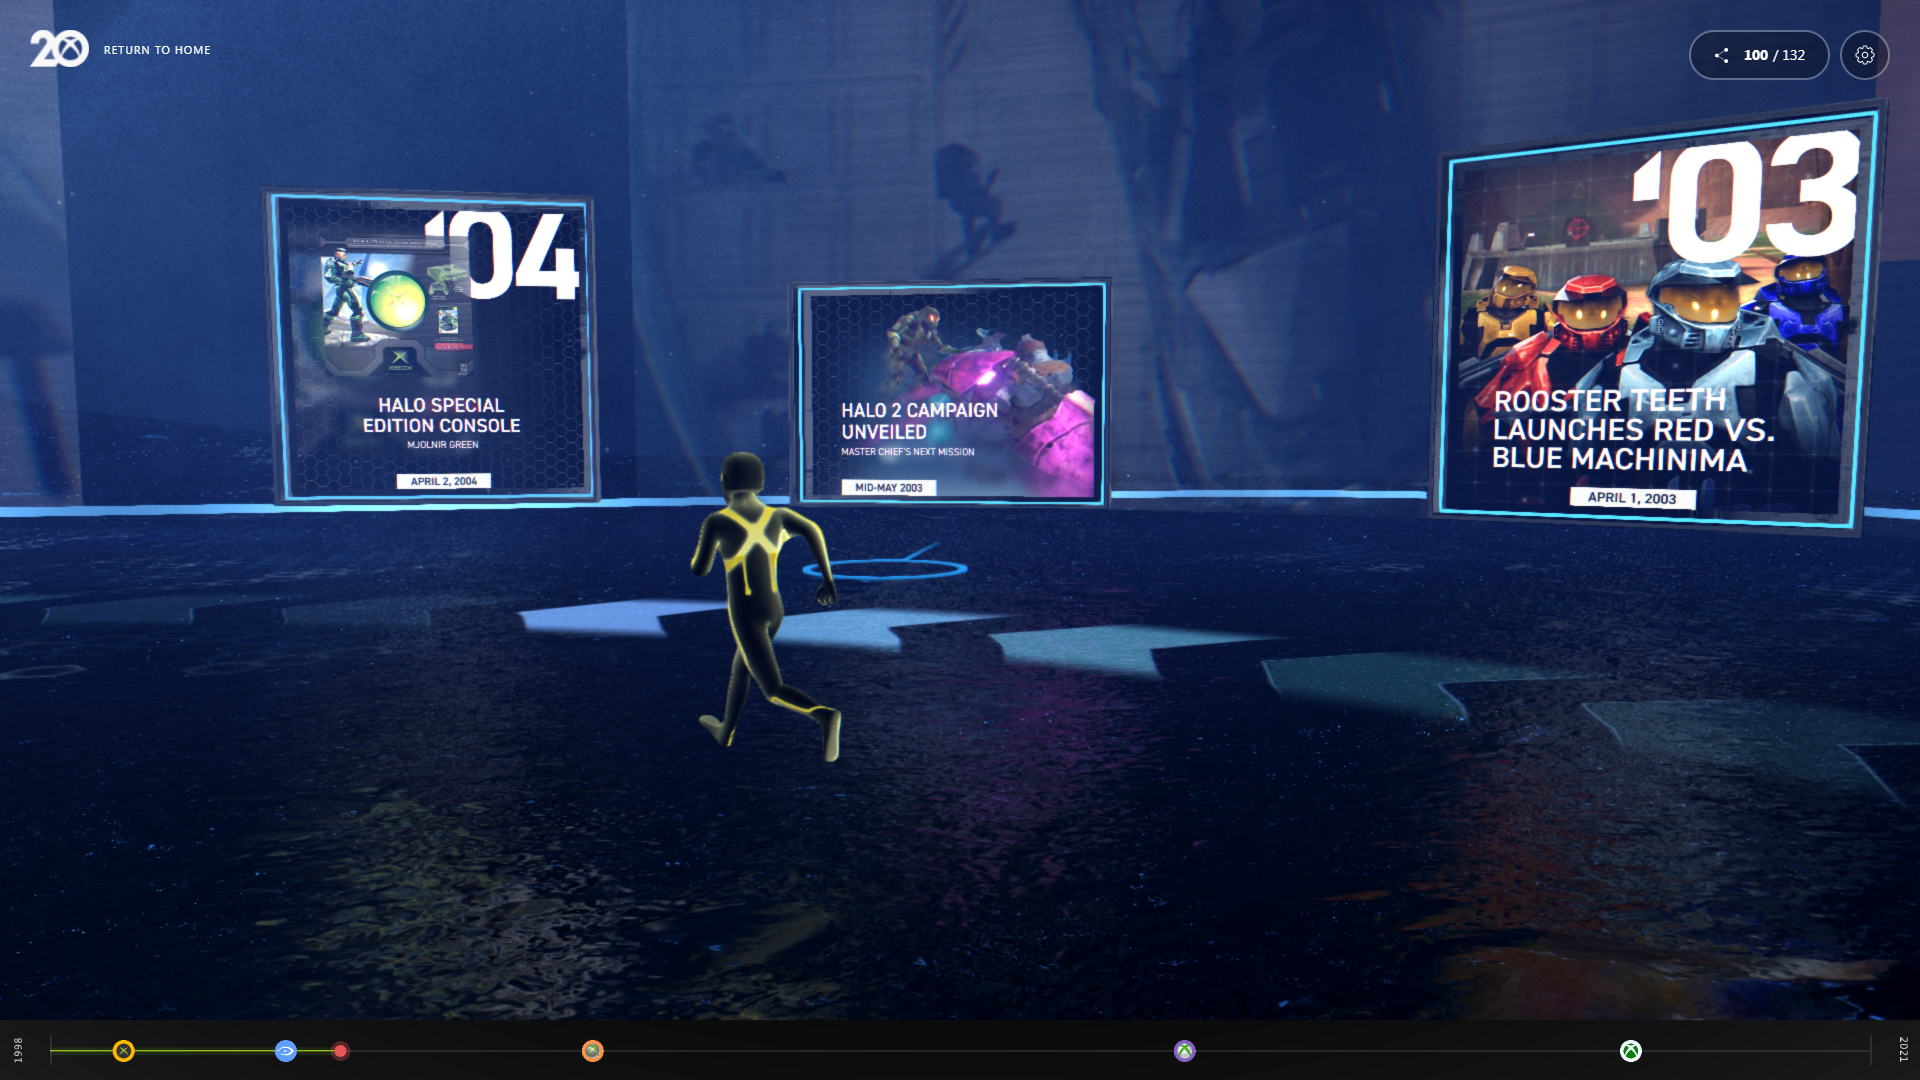 20
RETURN TO HOME
100 / 132
'04
XBOX
HALO SPECIAL
EDITION CONSOLE
MJOLNIR GREEN
APRIL 2, 2004
HALO 2 CAMPAIGN
UNVEILED
MASTER CHIEF'S NEXT MISSION
MID-MAY 2003
'03
ROOSTER TEETH
LAUNCHES RED VS.
BLUE MACHINIMA
APRIL 1, 2003
1998
2021